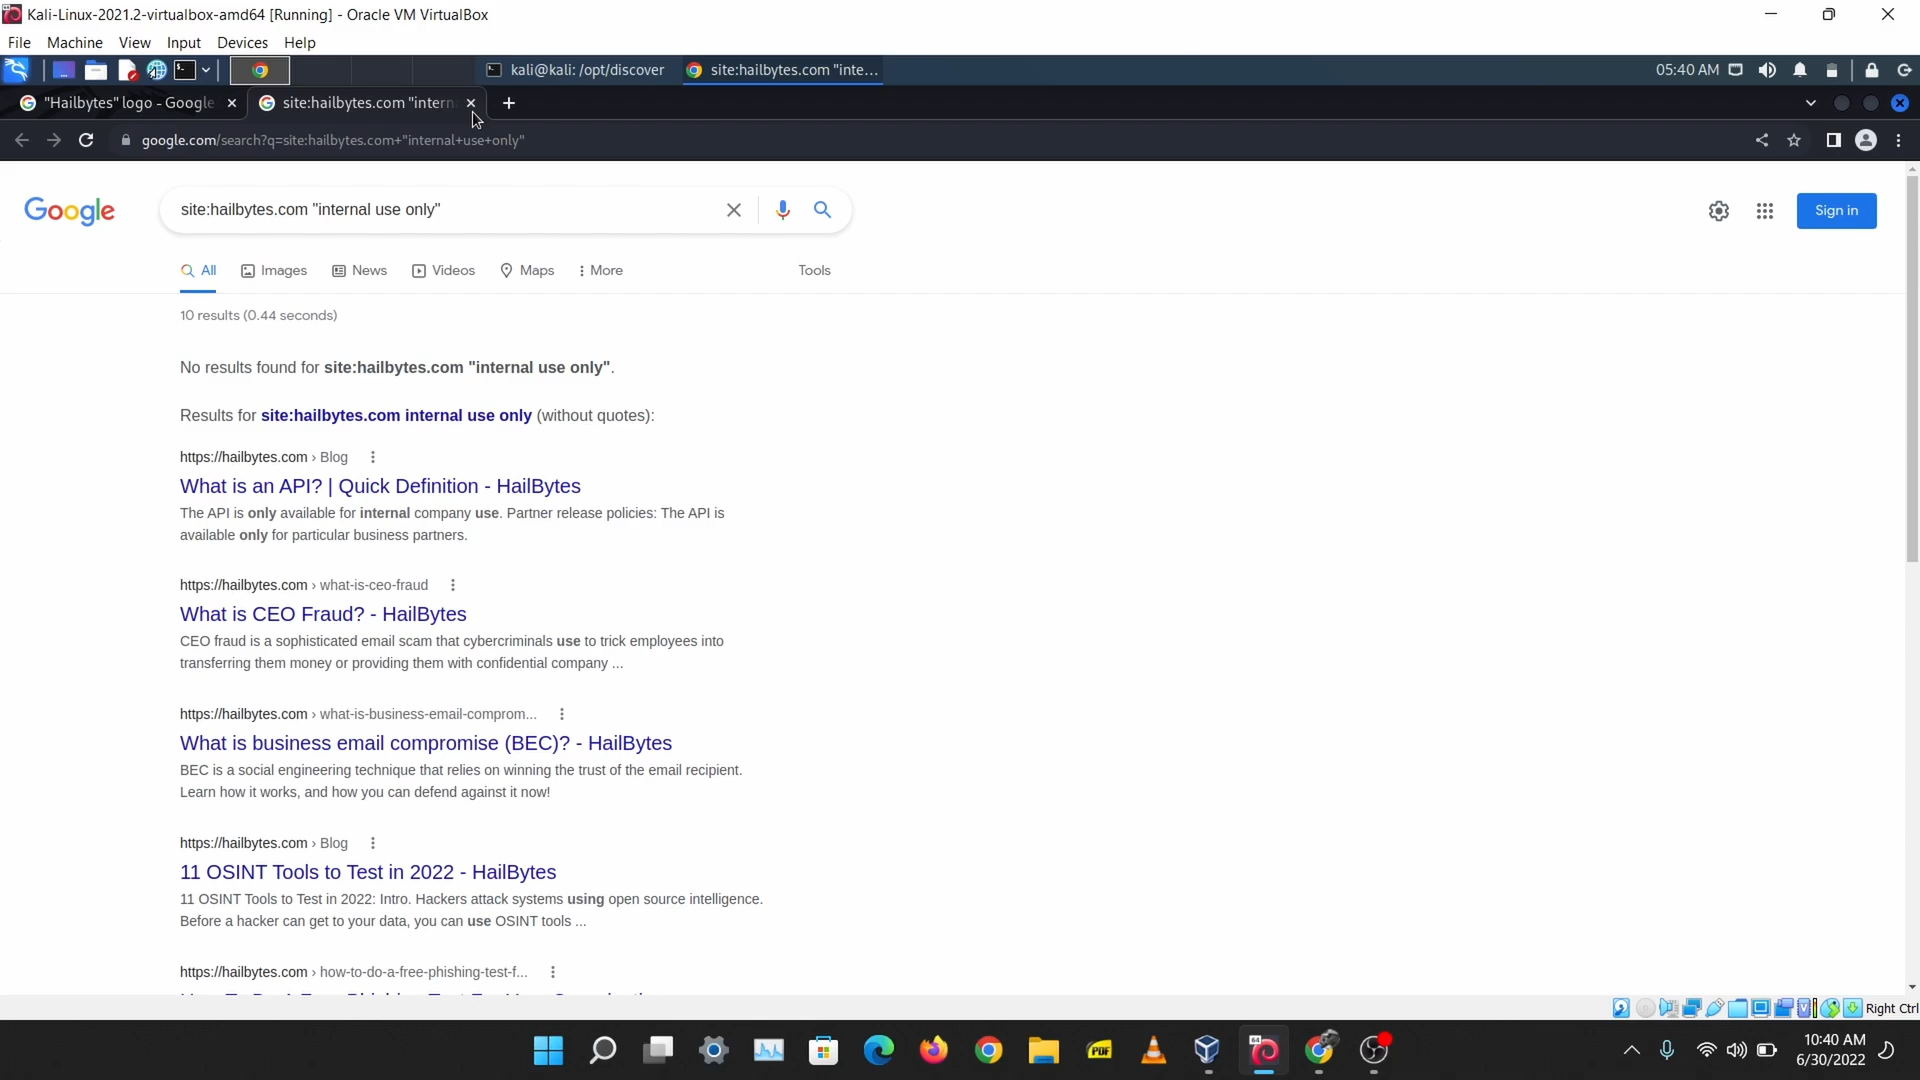 Kali-Linux-2021.2-virtualbox-amd64 [Running] - Oracle VM VirtualBox
File Machine View Input Devices Help
kali@kali: /opt/discover
site:hailbytes.com "inte...
05:40 AM
"Hailbytes" logo - Google
site:hailbytes.com "intern
google.com/search?q=site:hailbytes.com+"internal+use+only"
Google
site:hailbytes.com "internal use only"
Sign in
All Images News Videos Maps More Tools
10 results (0.44 seconds)
No results found for site:hailbytes.com "internal use only".
Results for site:hailbytes.com internal use only (without quotes):
https://hailbytes.com › Blog
What is an API? | Quick Definition - HailBytes
The API is only available for internal company use. Partner release policies: The API is
available only for particular business partners.
https://hailbytes.com › what-is-ceo-fraud
What is CEO Fraud? - HailBytes
CEO fraud is a sophisticated email scam that cybercriminals use to trick employees into
transferring them money or providing them with confidential company ...
https://hailbytes.com › what-is-business-email-comprom...
What is business email compromise (BEC)? - HailBytes
BEC is a social engineering technique that relies on winning the trust of the email recipient.
Learn how it works, and how you can defend against it now!
https://hailbytes.com › Blog
11 OSINT Tools to Test in 2022 - HailBytes
11 OSINT Tools to Test in 2022: Intro. Hackers attack systems using open source intelligence.
Before a hacker can get to your data, you can use OSINT tools ...
https://hailbytes.com › how-to-do-a-free-phishing-test-f...
Right Ctrl
PDF
64
10:40 AM
6/30/2022